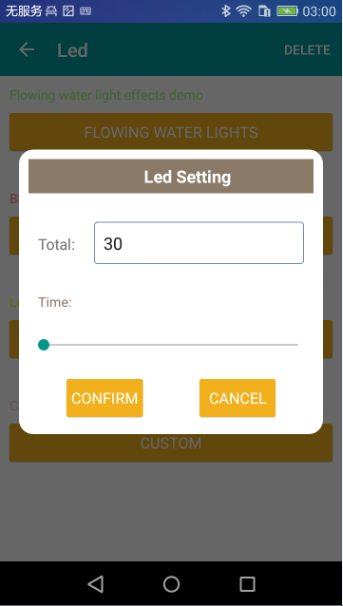 无服务 03:00
Led DELETE
Flowing water light effects demo
FLOWING WATER LIGHTS
Led Setting
Total: 30
Time:
CONFIRM CANCEL
CUSTOM